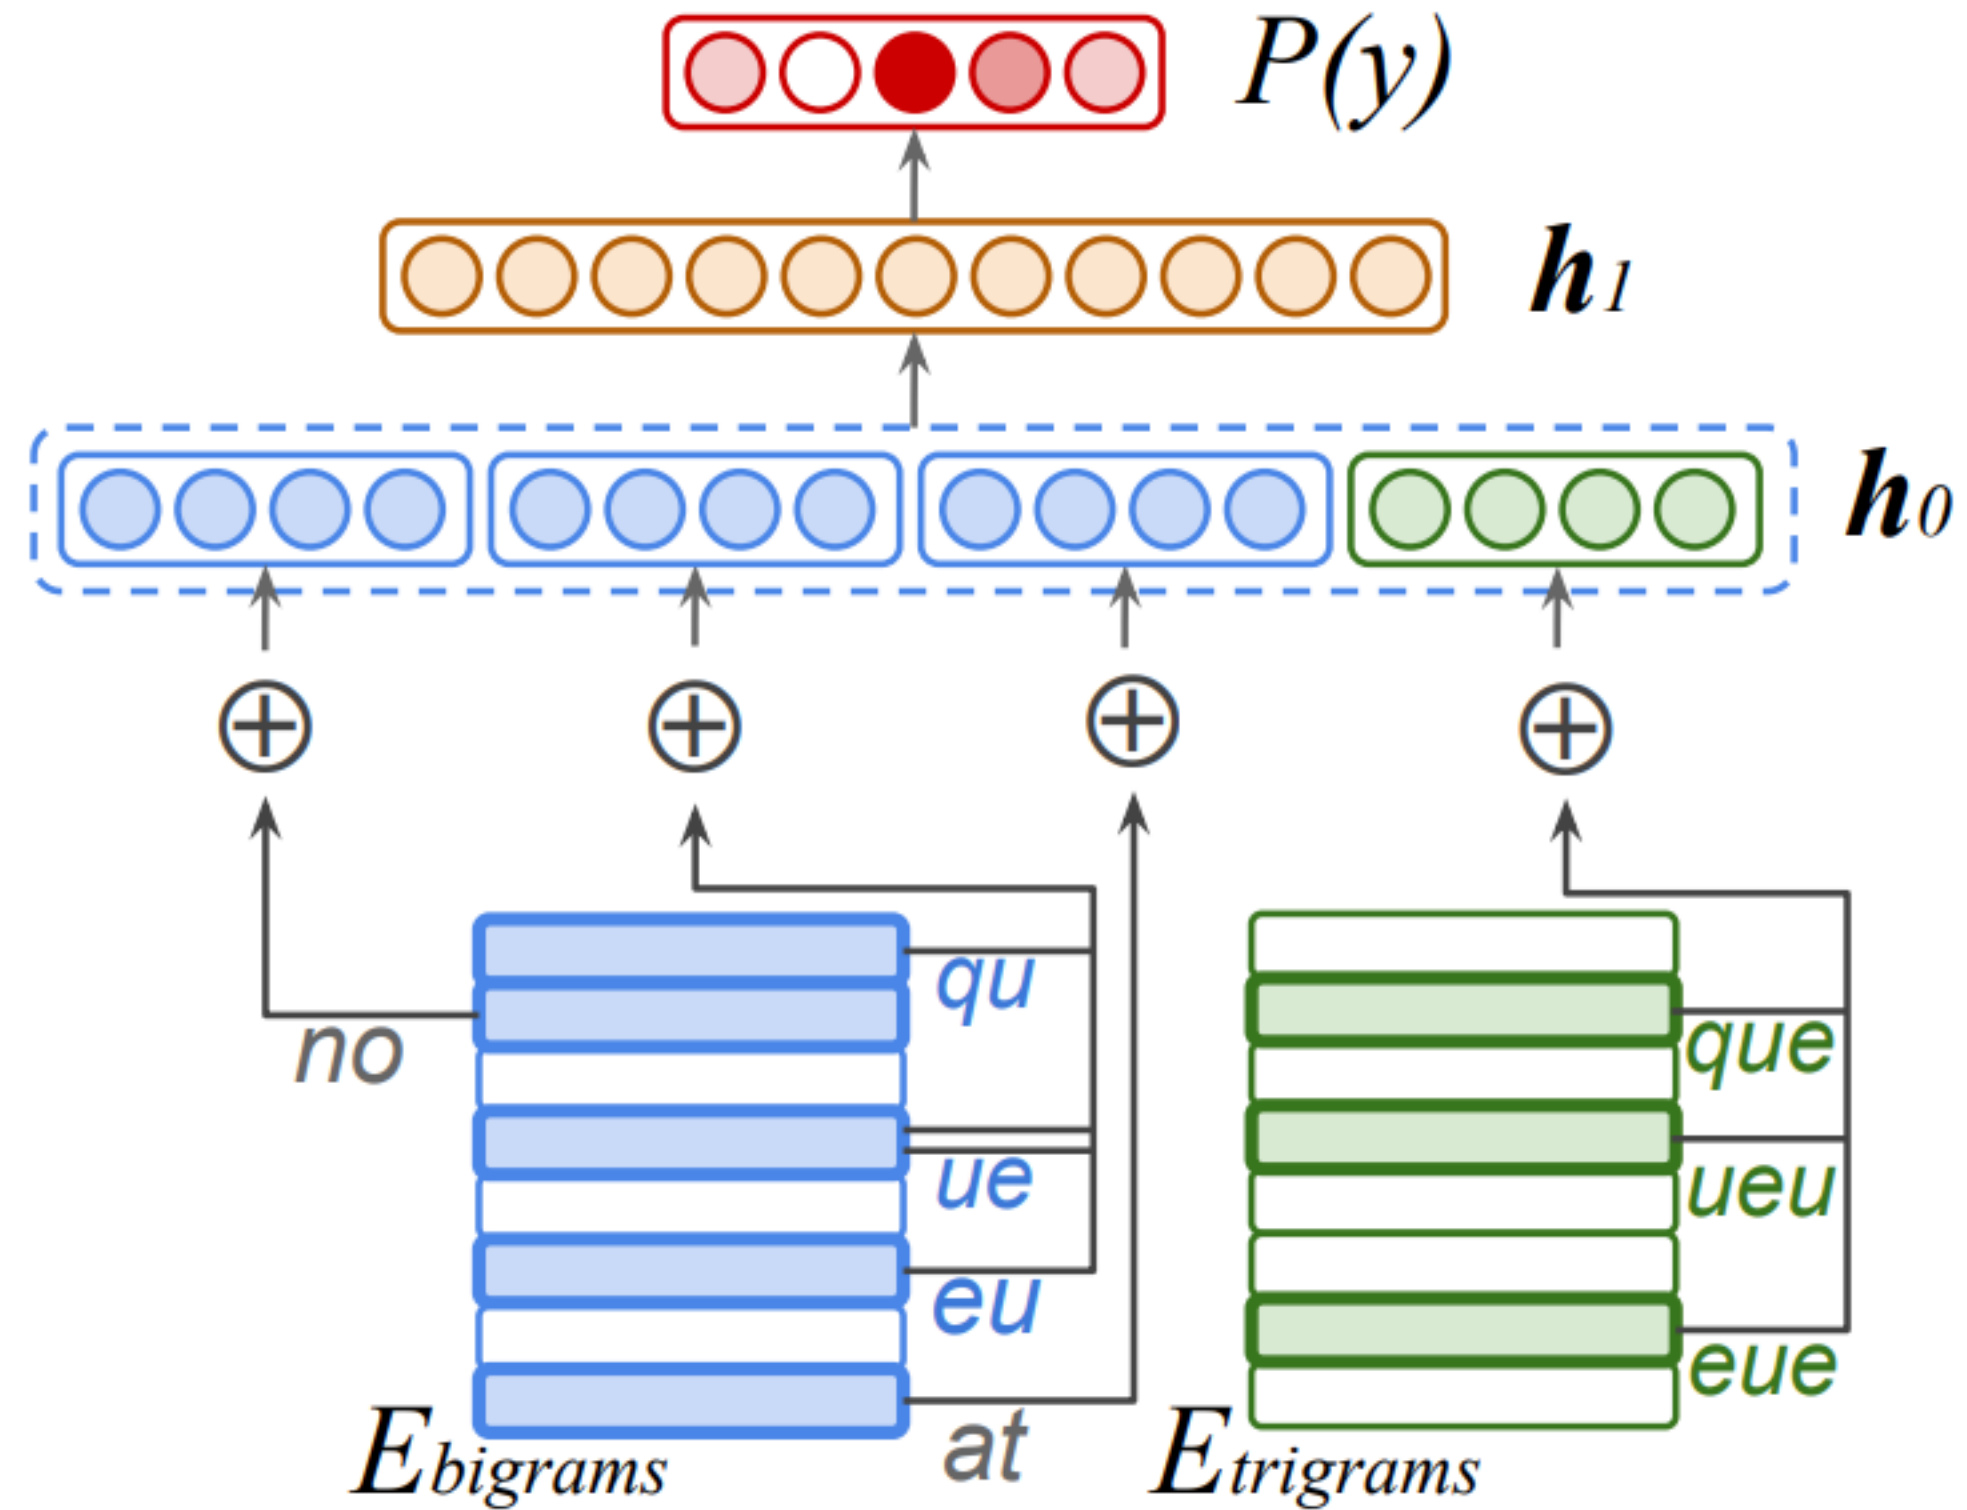 P(y)
h1
h0
qu
no
que
ue
ueu
eu
eue
at
Ebigrams
Etrigrams